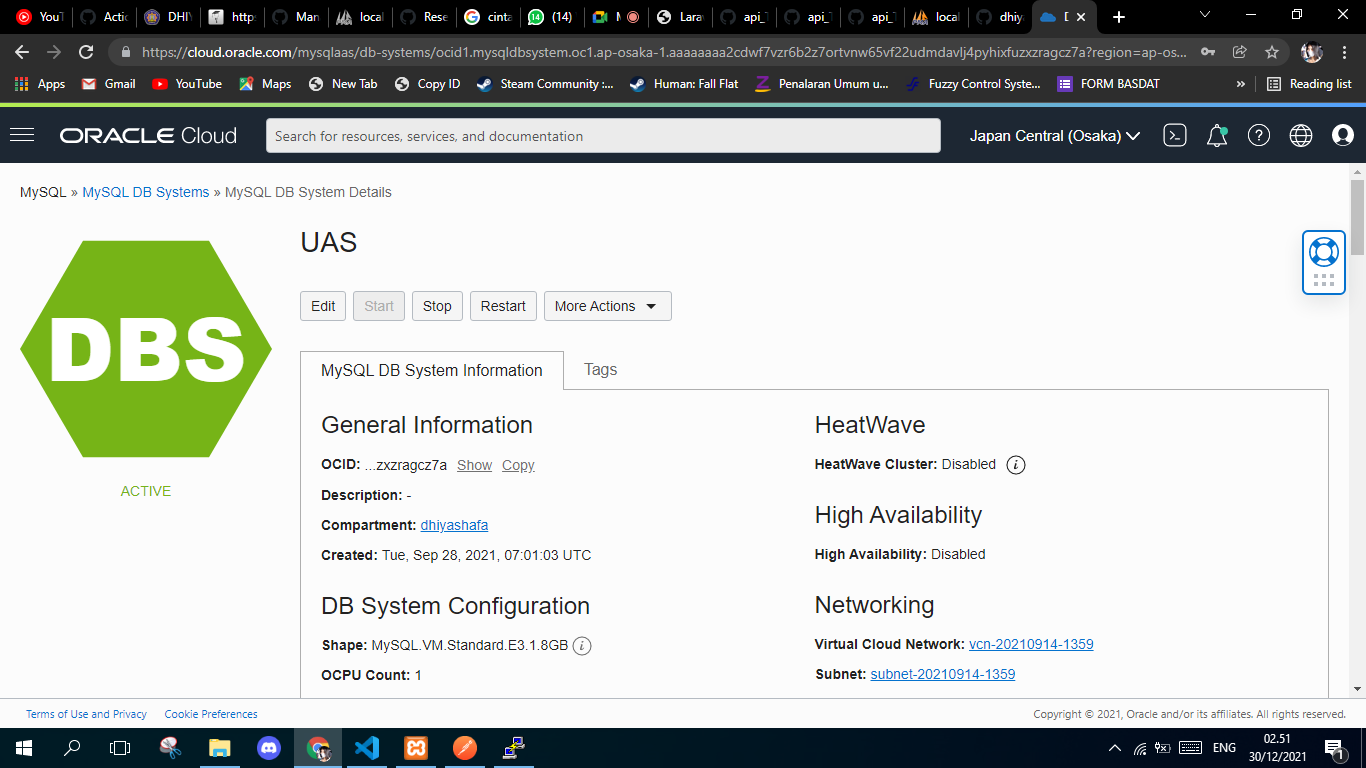 YouT
Actio
DHIY
https
Man
local
Rese
cinta
(14)
M
Lara
api_T
api_T
api_T
local
dhiya
D
https://cloud.oracle.com/mysqlaas/db-systems/ocid1.mysqldbsystem.oc1.ap-osaka-1.aaaaaaaa2cdwf7vzr6b2z7ortvnw65vf22udmdavlj4pyhixfuzxzragcz7a?region=ap-os...
Apps Gmail YouTube Maps New Tab Copy ID Steam Community :... Human: Fall Flat Penalaran Umum u... Fuzzy Control Syste... FORM BASDAT » Reading list
ORACLE Cloud
Search for resources, services, and documentation
Japan Central (Osaka)
MySQL » MySQL DB Systems » MySQL DB System Details
DBS
ACTIVE
UAS
Edit Start Stop Restart More Actions
MySQL DB System Information Tags
General Information
OCID: ...zxzragcz7a Show Copy
Description: -
Compartment: dhiyashafa
Created: Tue, Sep 28, 2021, 07:01:03 UTC
DB System Configuration
Shape: MySQL.VM.Standard.E3.1.8GB
OCPU Count: 1
HeatWave
HeatWave Cluster: Disabled
High Availability
High Availability: Disabled
Networking
Virtual Cloud Network: vcn-20210914-1359
Subnet: subnet-20210914-1359
Terms of Use and Privacy Cookie Preferences
Copyright © 2021, Oracle and/or its affiliates. All rights reserved.
ENG
02.51
30/12/2021
1